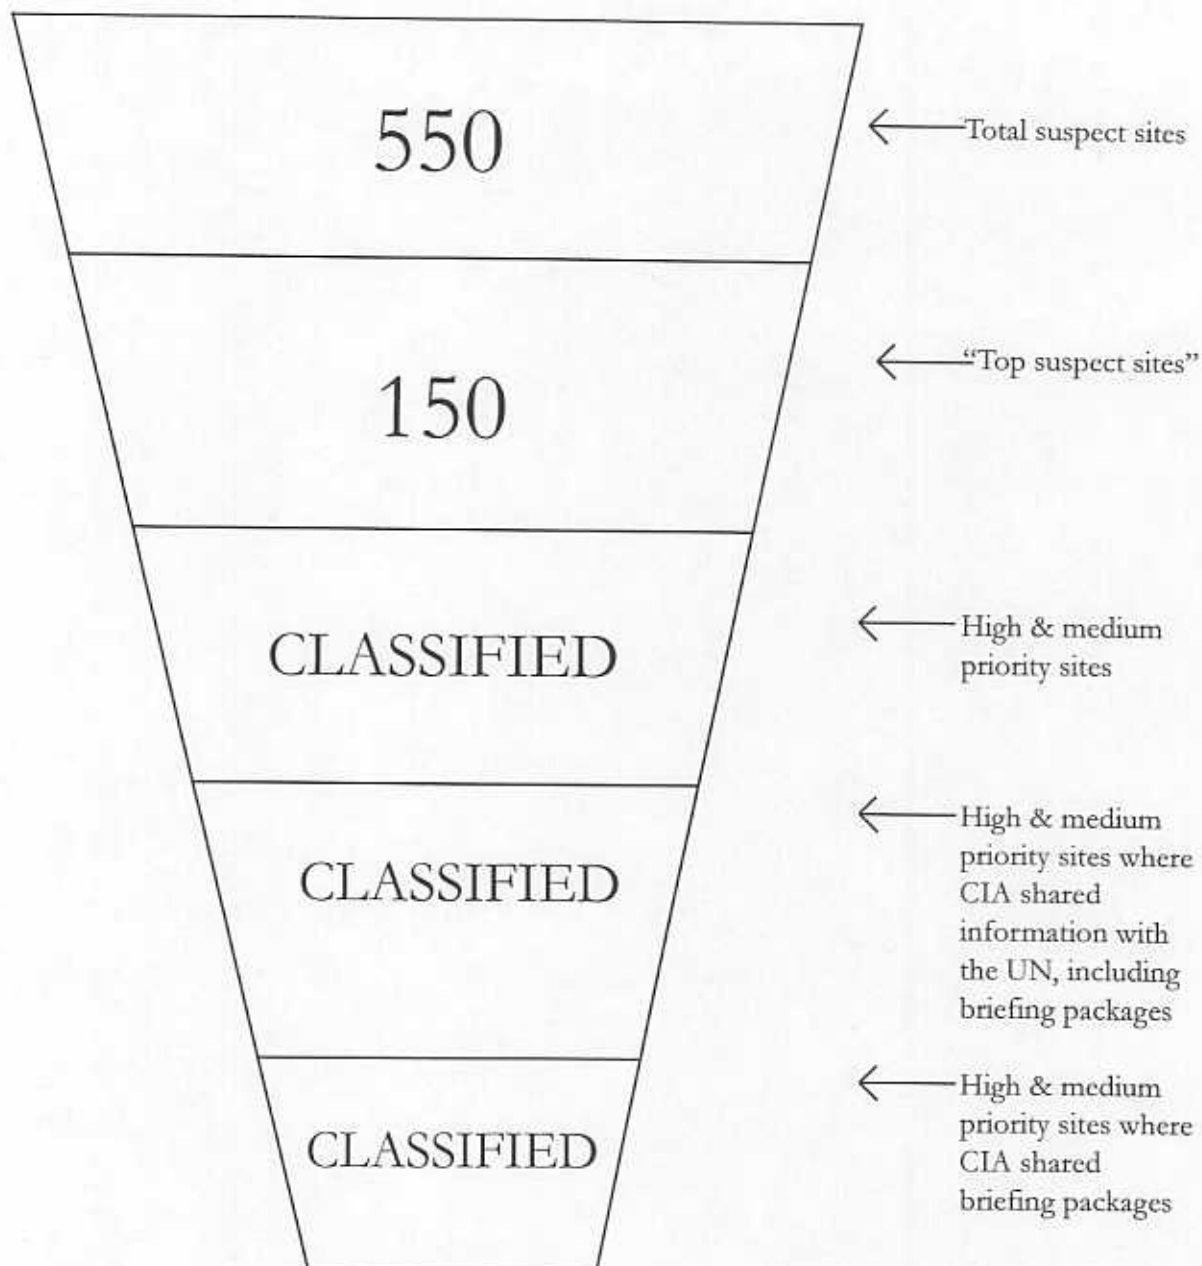 550
Total suspect sites
150
“Top suspect sites”
CLASSIFIED
High & medium
priority sites
CLASSIFIED
High & medium
priority sites where
CIA shared
information with
the UN, including
briefing packages
CLASSIFIED
High & medium
priority sites where
CIA shared
briefing packages